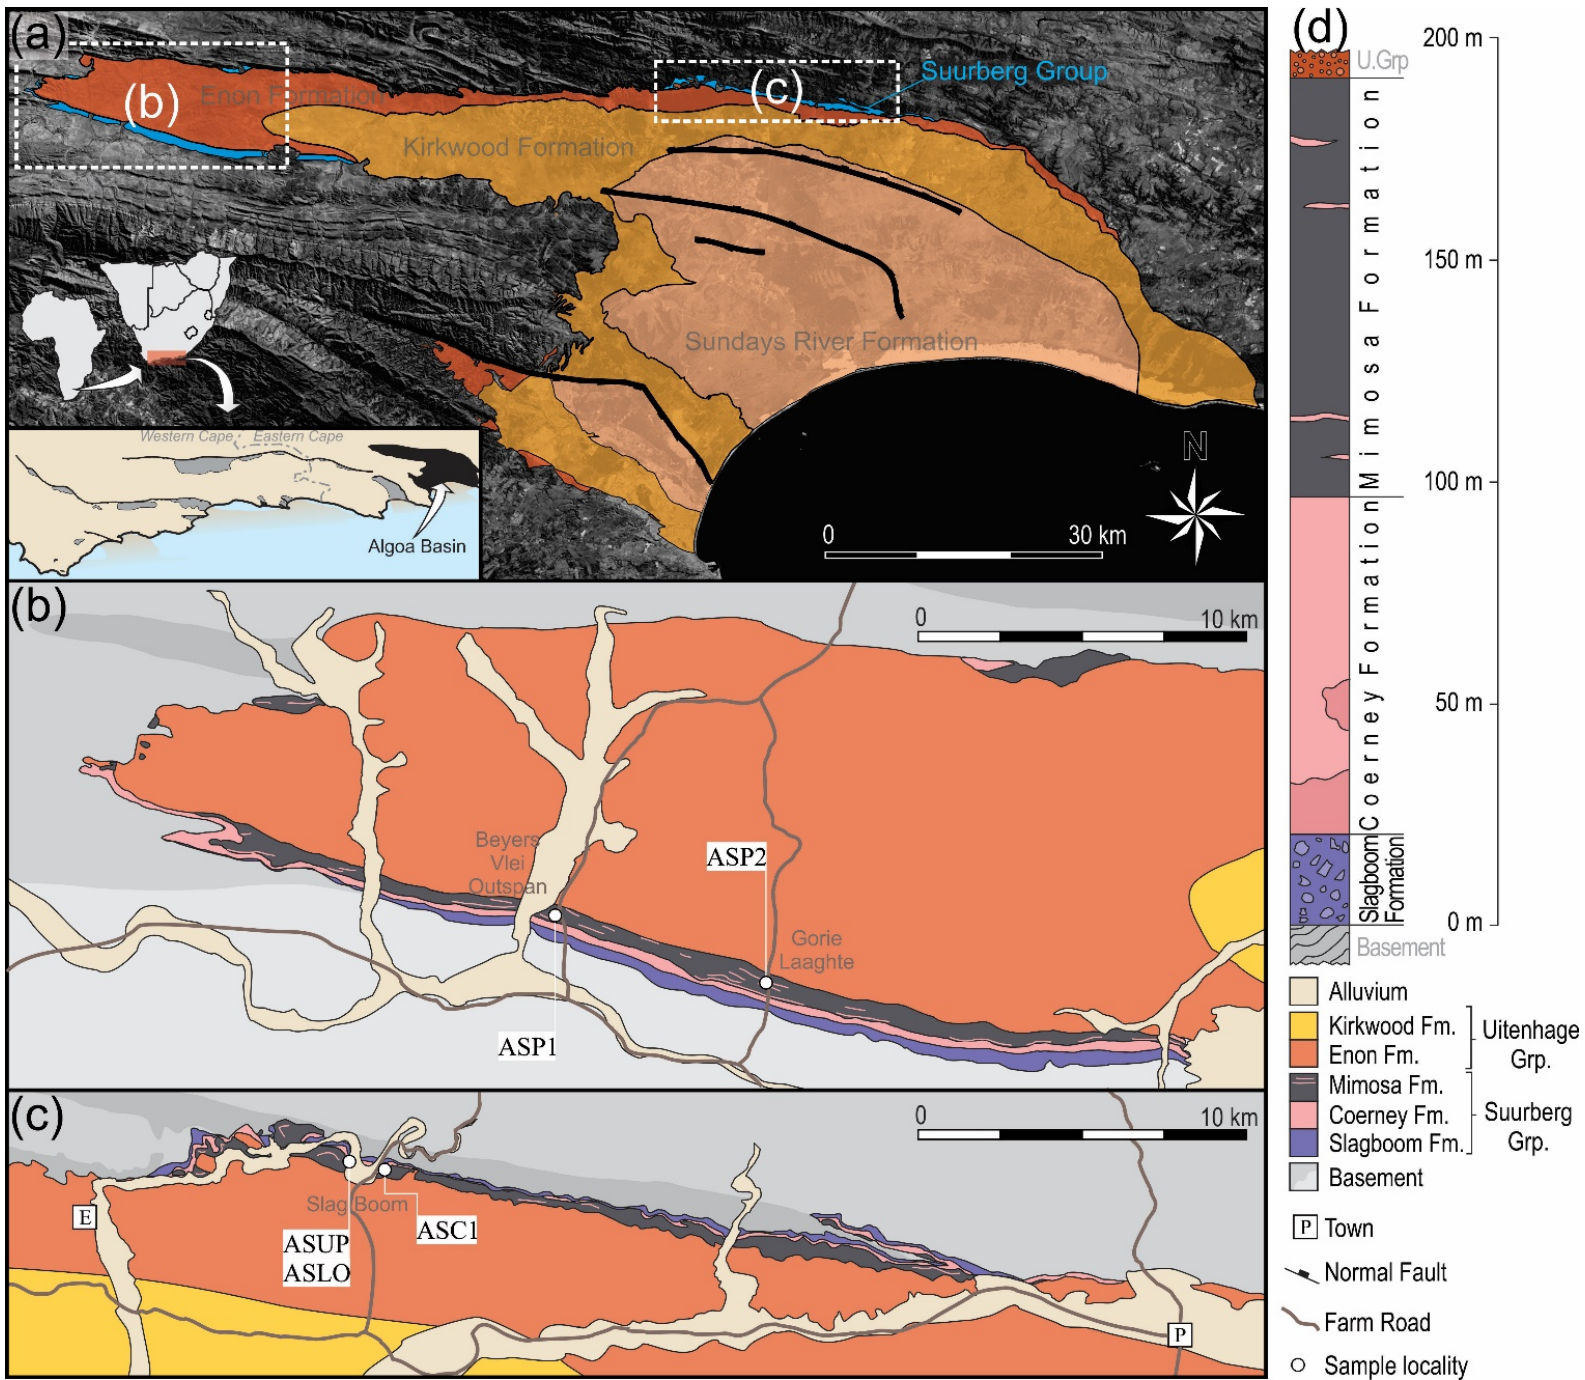 (a)
(b)
Enon Formation
Kirkwood Formation
(c)
Suurberg Group
Sundays River Formation
Western Cape
Eastern Cape
Algoa Basin
N
0
30 km
(b)
0
10 km
Beyers
Vlei
Outspan
ASP2
Gorie
Laaghte
ASP1
(c)
0
10 km
E
Slag Boom
ASUP
ASLO
ASC1
P
(d)
200 m
U.Grp
150 m
Mimosa Formation
100 m
Coerney Formation
50 m
Slagboom
Formation
0 m
Basement
Alluvium
Kirkwood Fm.
Enon Fm.
Uitenhage
Grp.
Mimosa Fm.
Coerney Fm.
Slagboom Fm.
Suurberg
Grp.
Basement
P
Town
Normal Fault
Farm Road
Sample locality